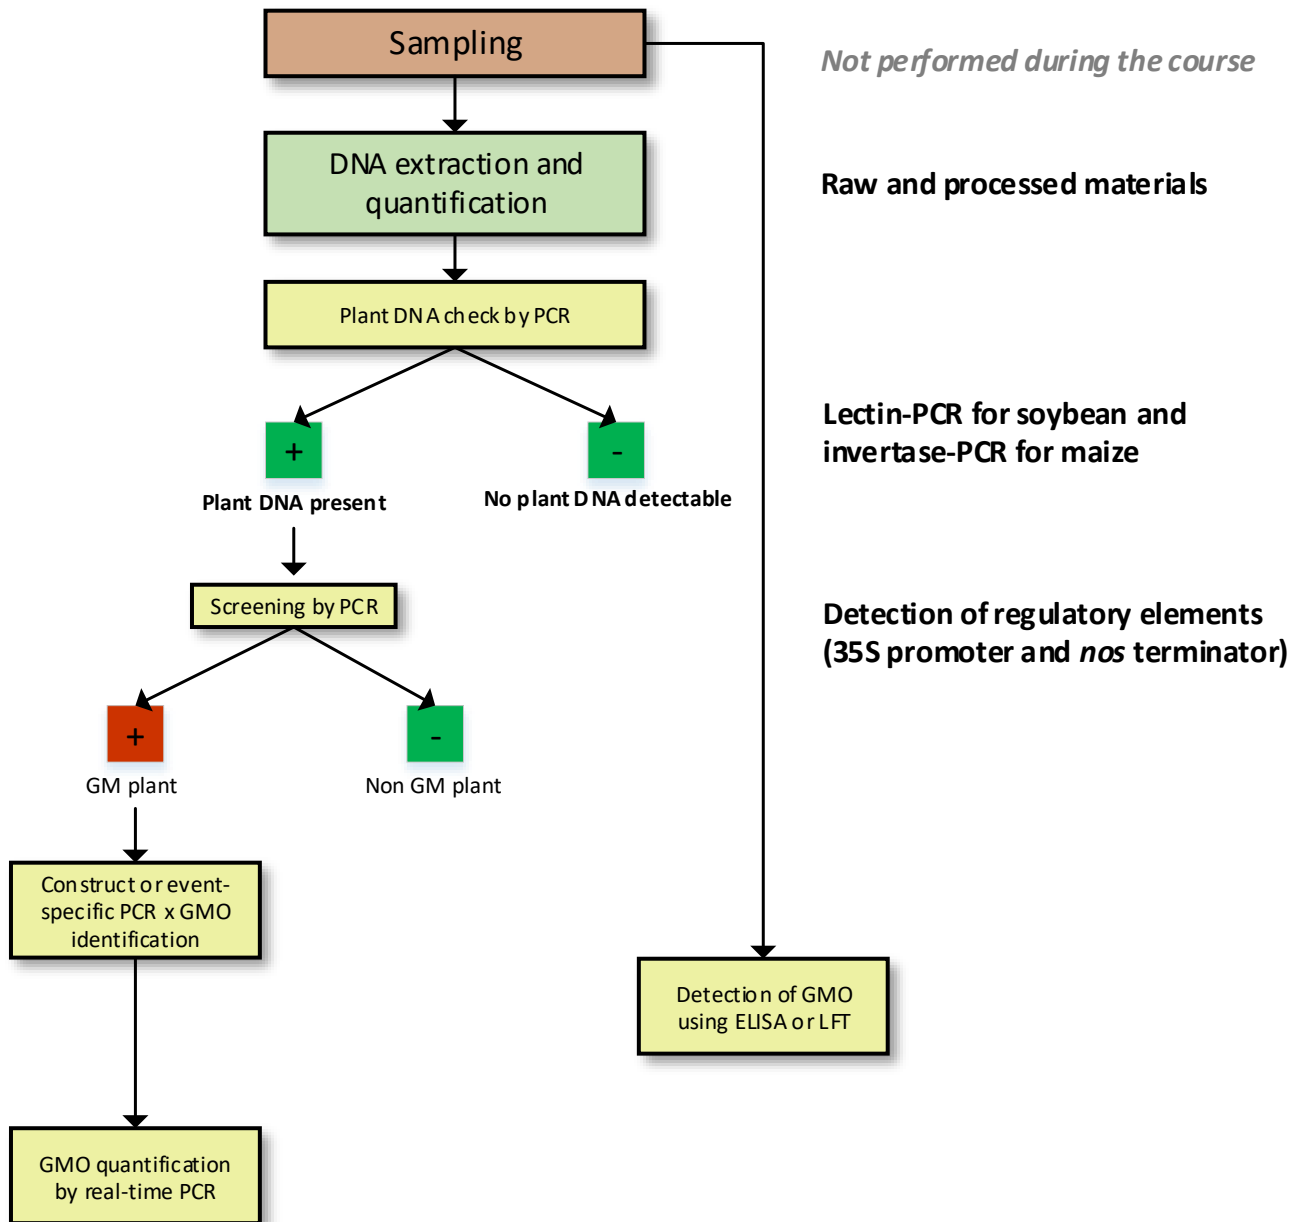 Sampling
Not performed during the course
DNA extraction and
quantification
Raw and processed materials
Plant DNA check by PCR
Lectin-PCR for soybean and
invertase-PCR for maize
+
-
Plant DNA present
No plant DNA detectable
Screening by PCR
Detection of regulatory elements
(35S promoter and nos terminator)
+
-
GM plant
Non GM plant
Construct or event-
specific PCR x GMO
identification
Detection of GMO
using ELISA or LFT
GMO quantification
by real-time PCR